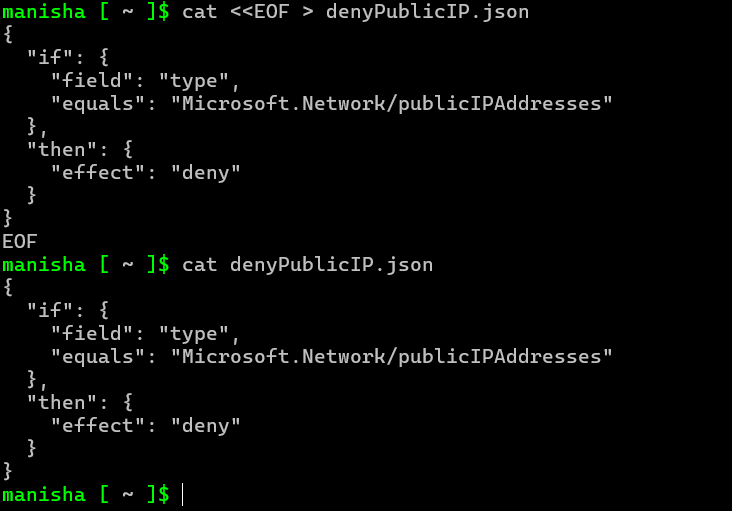 manisha [ ~ ]$ cat <<EOF > denyPublicIP.json
{
  "if": {
    "field": "type",
    "equals": "Microsoft.Network/publicIPAddresses"
  },
  "then": {
    "effect": "deny"
  }
}
EOF
manisha [ ~ ]$ cat denyPublicIP.json
{
  "if": {
    "field": "type",
    "equals": "Microsoft.Network/publicIPAddresses"
  },
  "then": {
    "effect": "deny"
  }
}
manisha [ ~ ]$